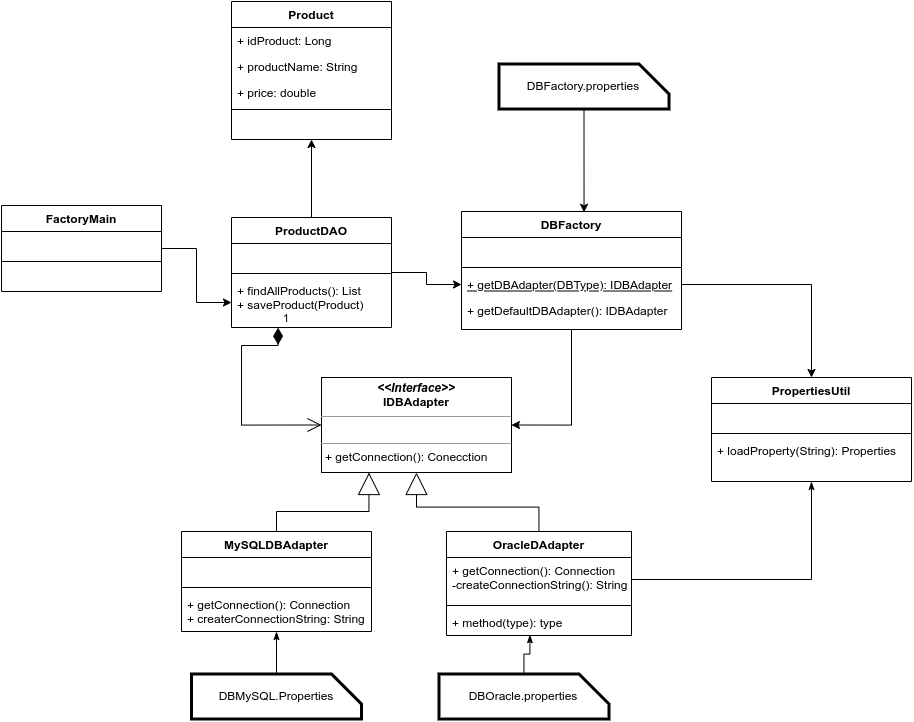 Product
+ idProduct: Long
+ productName: String
+ price: double
DBFactory.properties
FactoryMain
ProductDAO
+ findAllProducts(): List
+ saveProduct(Product)
1
DBFactory
+ getDBAdapter(DBType): IDBAdapter
+ getDefaultDBAdapter(): IDBAdapter
<<Interface>>
IDBAdapter
+ getConnection(): Conecction
PropertiesUtil
+ loadProperty(String): Properties
MySQLDBAdapter
+ getConnection(): Connection
+ createrConnectionString: String
OracleDAdapter
+ getConnection(): Connection
-createConnectionString(): String
+ method(type): type
DBMySQL.Properties
DBOracle.properties